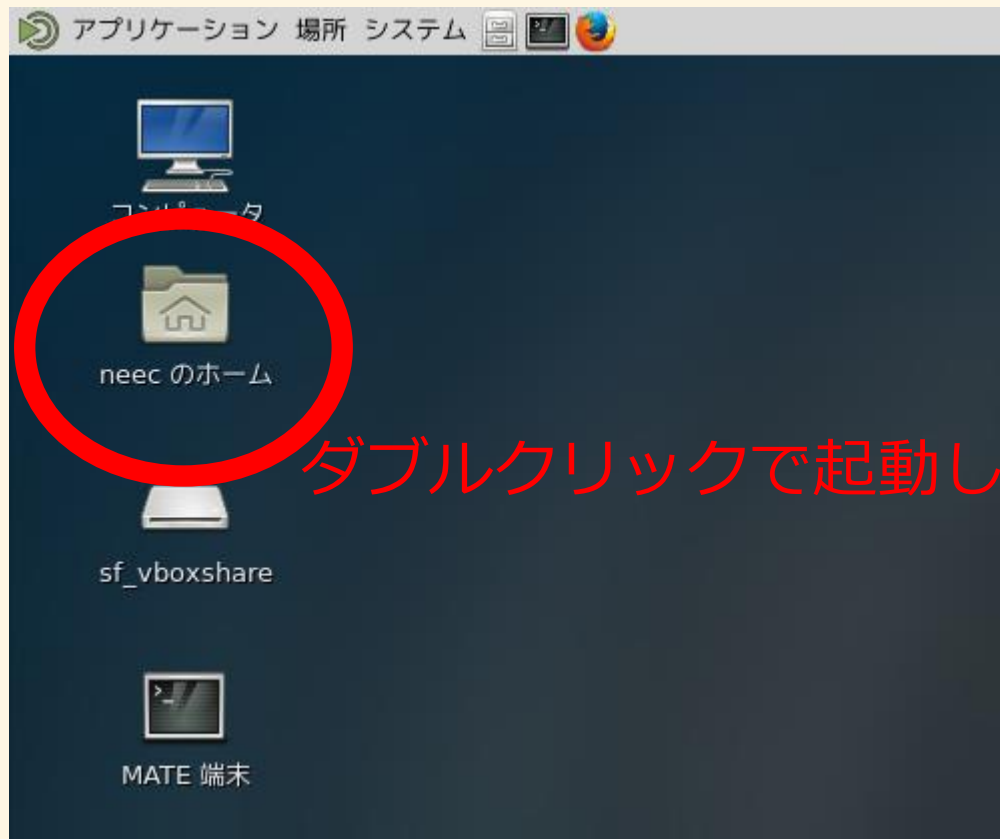 アプリケーション 場所 システム
コンピュータ
neec のホーム
ダブルクリックで起動し
sf_vboxshare
MATE 端末